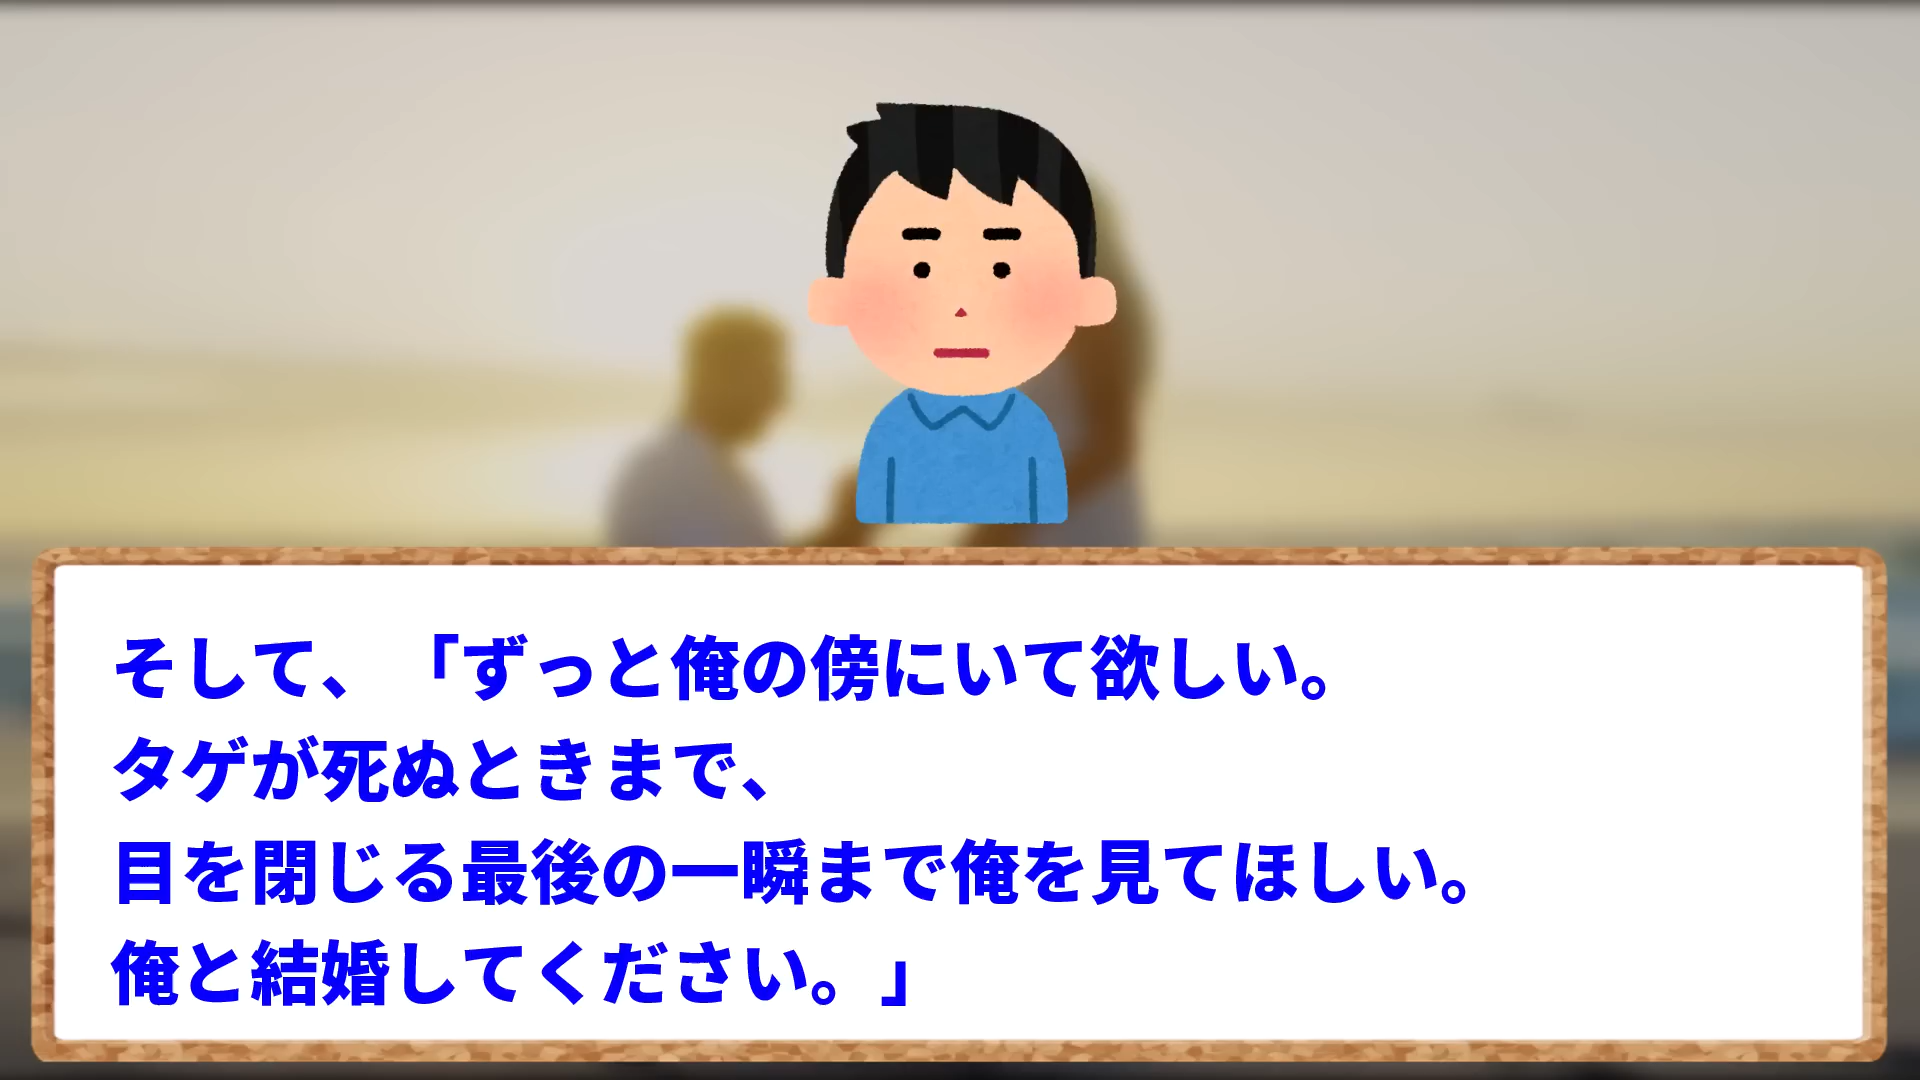 そして、「ずっと俺の傍にいて欲しい。
タゲが死ぬときまで、
目を閉じる最後の一瞬まで俺を見てほしい。
俺と結婚してください。」